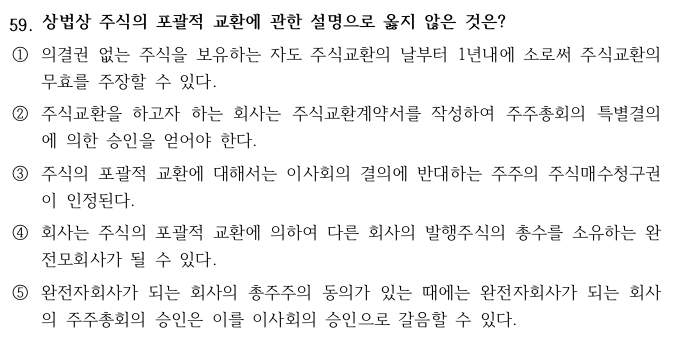 59. 상법상 주식의 포괄적 교환에 관한 설명으로 옳지 않은 것은?
① 의결권 없는 주식을 보유하는 자도 주식교환의 날부터 1년내에 소로써 주식교환의
무효를 주장할 수 있다.
② 주식교환을 하고자 하는 회사는 주식교환계약서를 작성하여 주주총회의 특별결의
에 의한 승인을 얻어야 한다.
③ 주식의 포괄적 교환에 대해서는 이사회의 결의에 반대하는 주주의 주식매수청구권
이 인정된다.
④ 회사는 주식의 포괄적 교환에 의하여 다른 회사의 발행주식의 총수를 소유하는 완
전모회사가 될 수 있다.
⑤ 완전자회사가 되는 회사의 총주주의 동의가 있는 때에는 완전자회사가 되는 회사
의 주주총회의 승인은 이를 이사회의 승인으로 갈음할 수 있다.